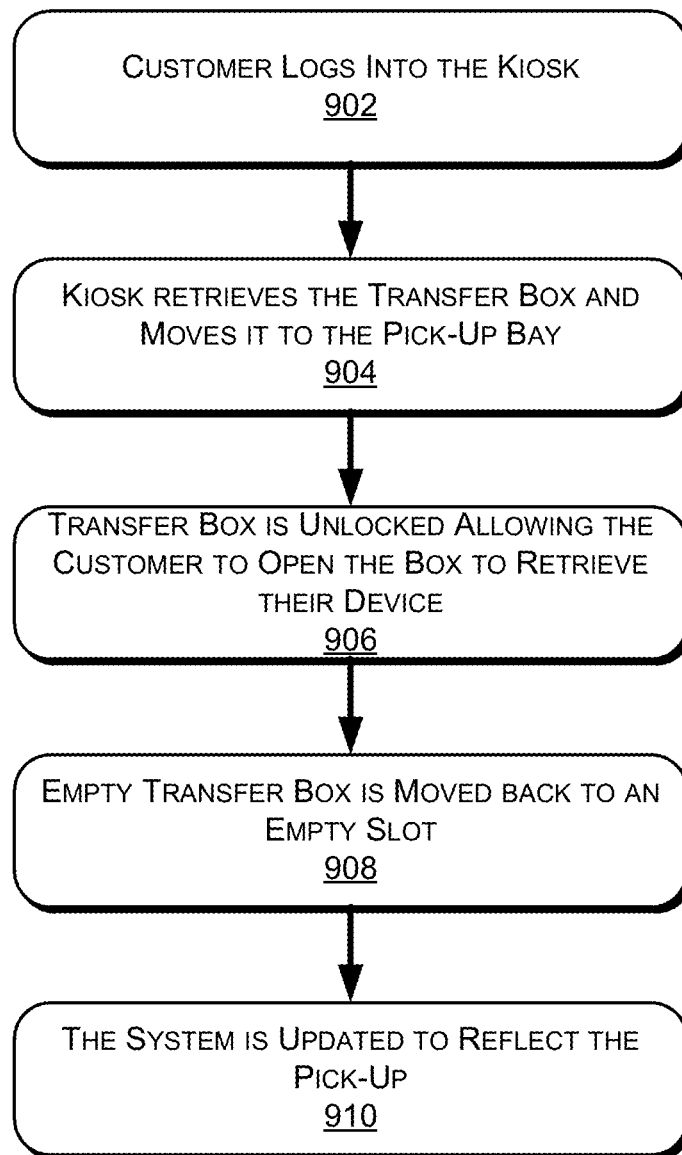 CUSTOMER LOGS INTO THE KIOSK
902
KIOSK RETRIEVES THE TRANSFER BOX AND
MOVES IT TO THE PICK-UP BAY
904
TRANSFER BOX IS UNLOCKED ALLOWING THE
CUSTOMER TO OPEN THE BOX TO RETRIEVE
THEIR DEVICE
906
EMPTY TRANSFER BOX IS MOVED BACK TO AN
EMPTY SLOT
908
THE SYSTEM IS UPDATED TO REFLECT THE
PICK-UP
910